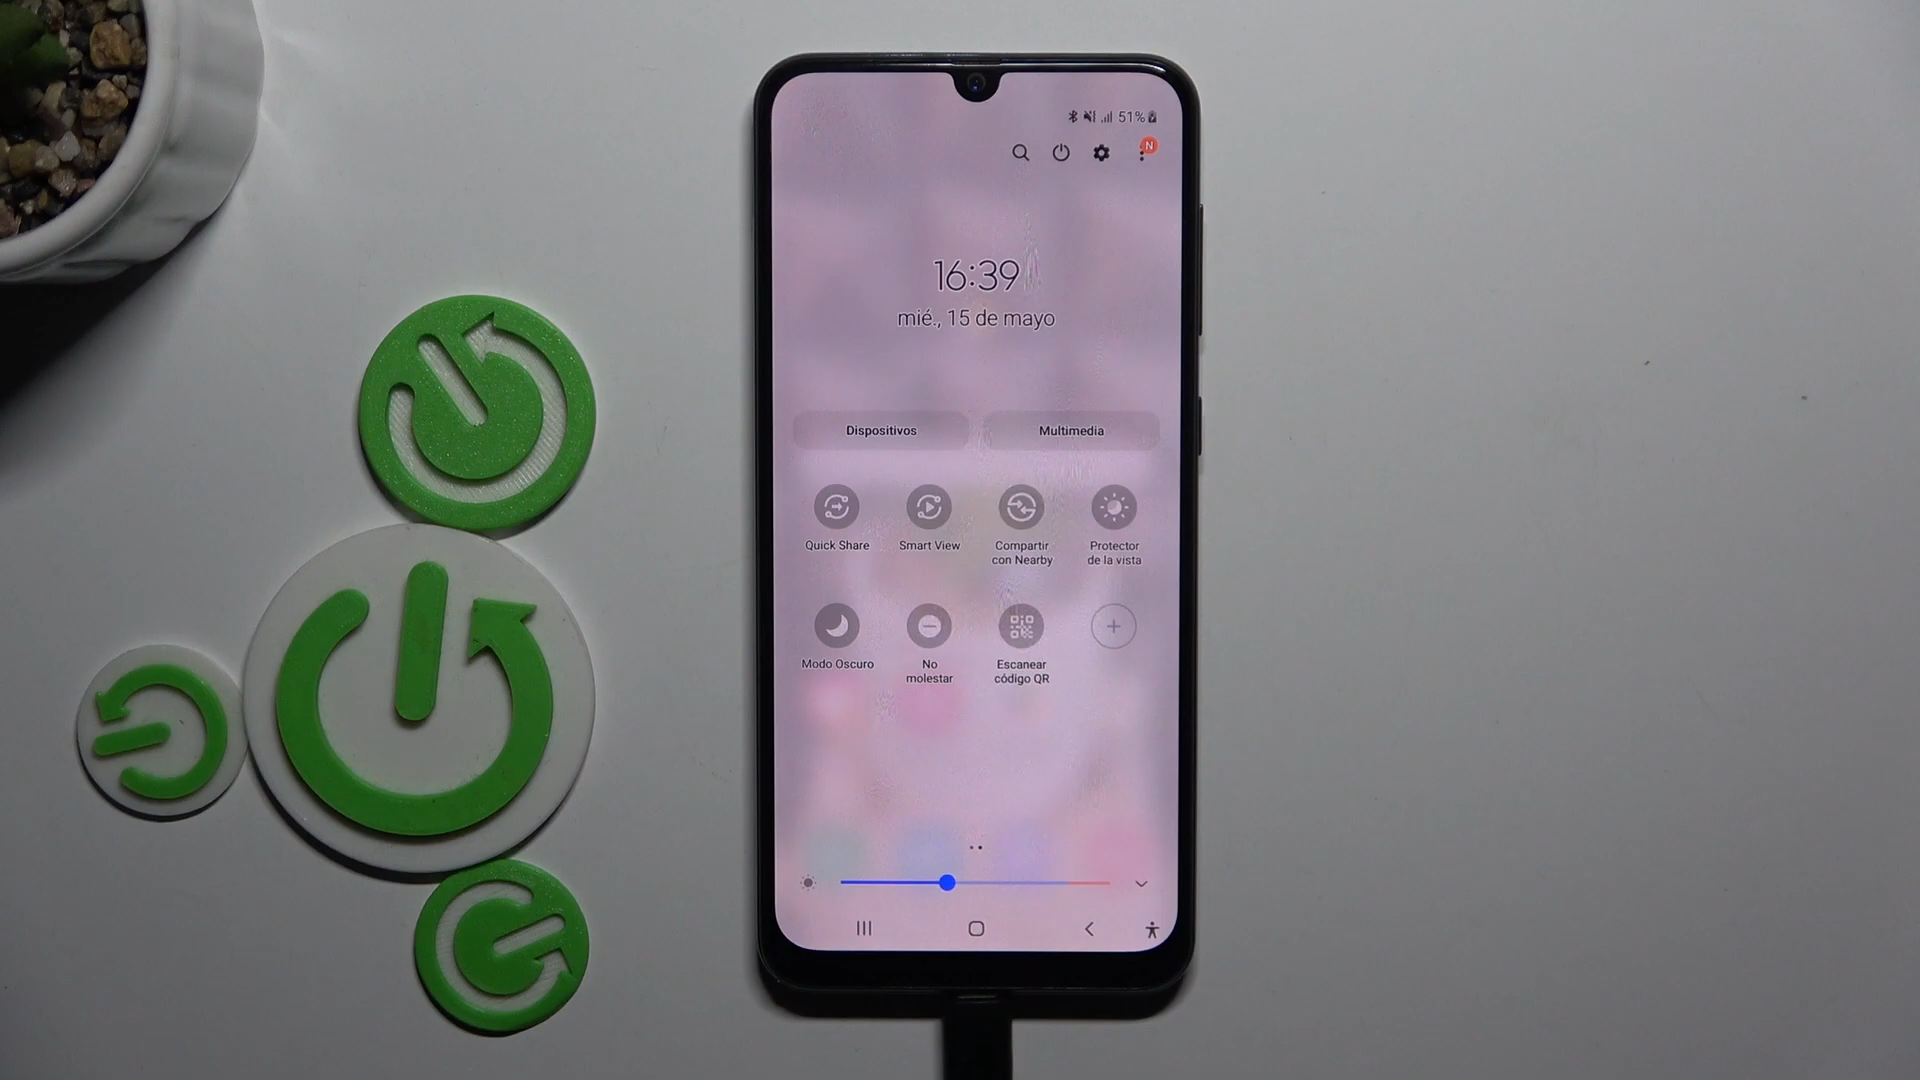 51%
N
16:39
mié., 15 de mayo
Dispositivos
Multimedia
Quick Share
Smart View
Compartir
con Nearby
Protector
de la vista
Modo Oscuro
No
molestar
Escanear
código QR